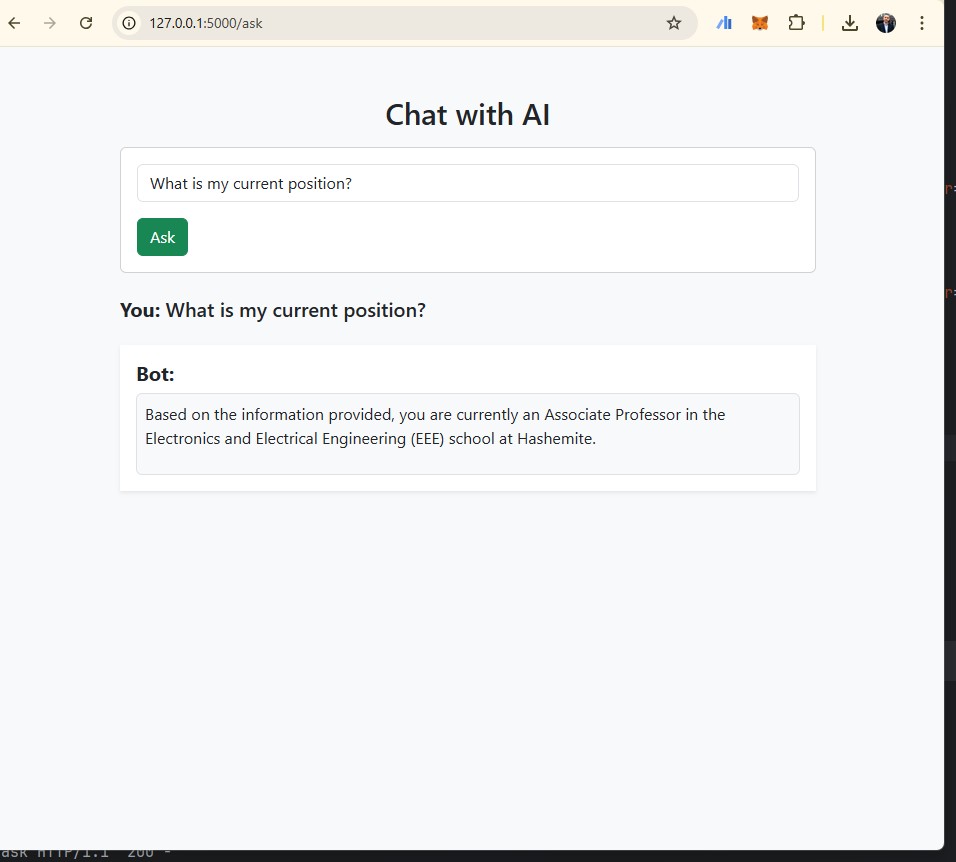 127.0.0.1:5000/ask
Chat with AI
What is my current position?
Ask
You: What is my current position?
Bot:
Based on the information provided, you are currently an Associate Professor in the
Electronics and Electrical Engineering (EEE) school at Hashemite.
ask HTTP/1.1" 200 -